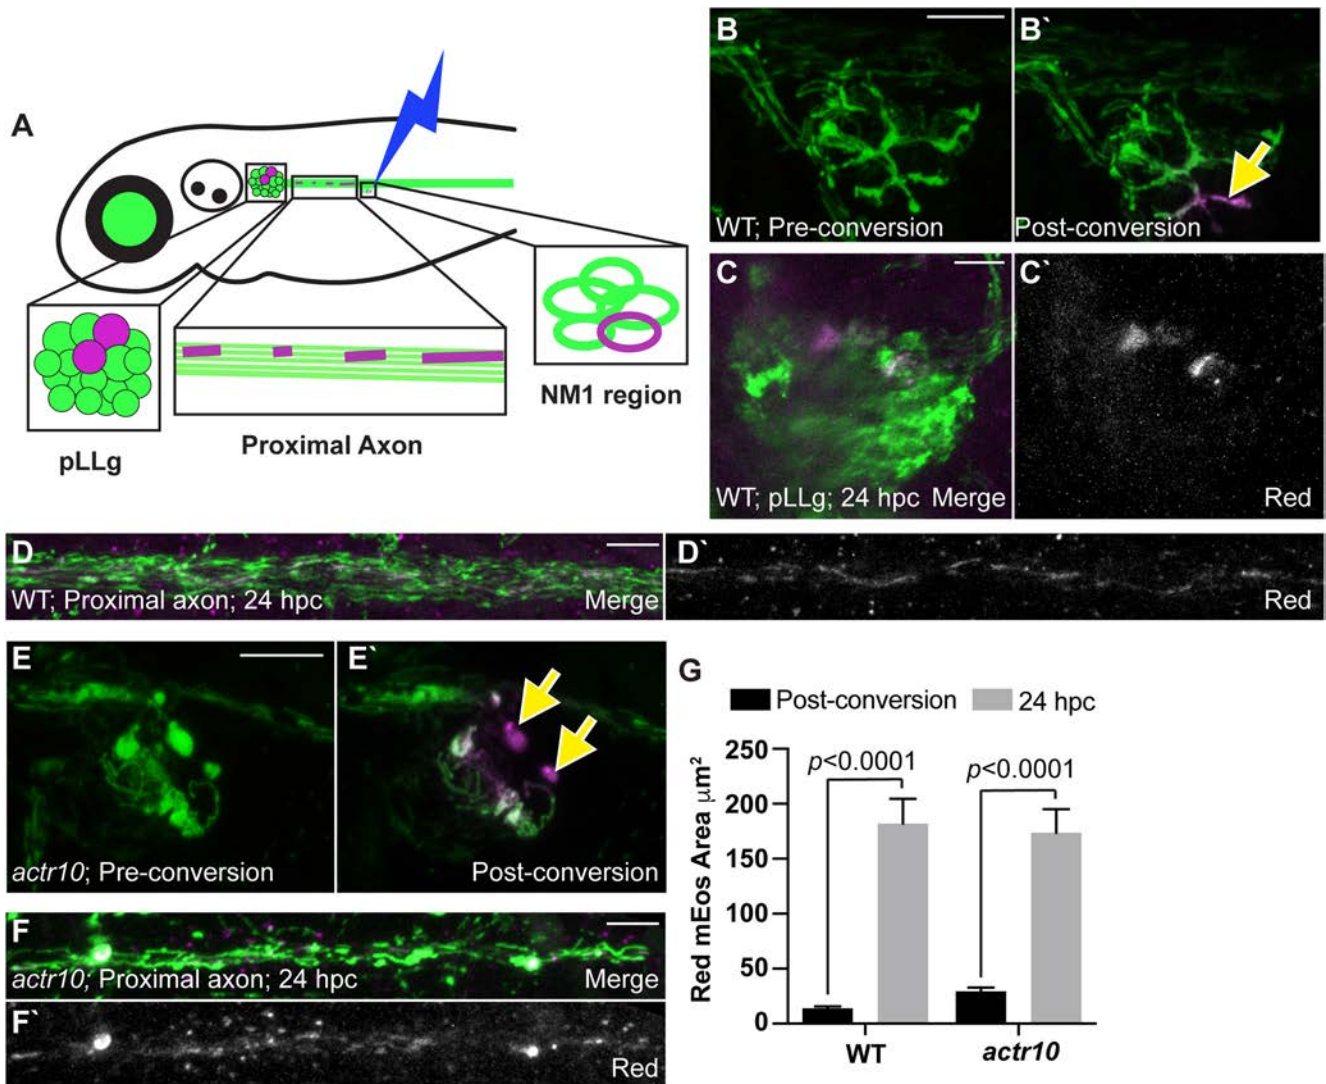 A
pLLg
Proximal Axon
NM1 region
B
WT; Pre-conversion
B`
Post-conversion
C
WT; pLLg; 24 hpc Merge
C`
Red
D
WT; Proximal axon; 24 hpc Merge
D`
Red
E
actr10; Pre-conversion
E`
Post-conversion
F
actr10; Proximal axon; 24 hpc Merge
F`
Red
G
Post-conversion 24 hpc
Red mEos Area μm²
250
200
150
100
50
0
p<0.0001
p<0.0001
WT
actr10